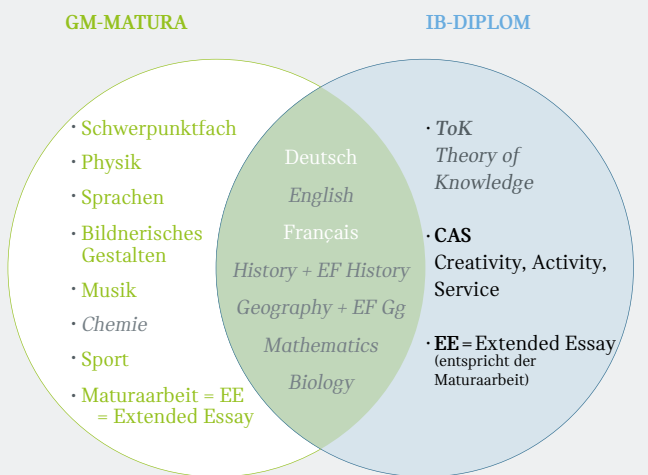 GM-MATURA
IB-DIPLOM
· Schwerpunktfach
· Physik
· Sprachen
· Bildnerisches
Gestalten
· Musik
· Chemie
· Sport
· Maturaarbeit = EE
= Extended Essay
Deutsch
English
Français
History + EF History
Geography + EF Gg
Mathematics
Biology
· ToK
Theory of
Knowledge
· CAS
Creativity, Activity,
Service
· EE = Extended Essay
(entspricht der
Maturaarbeit)